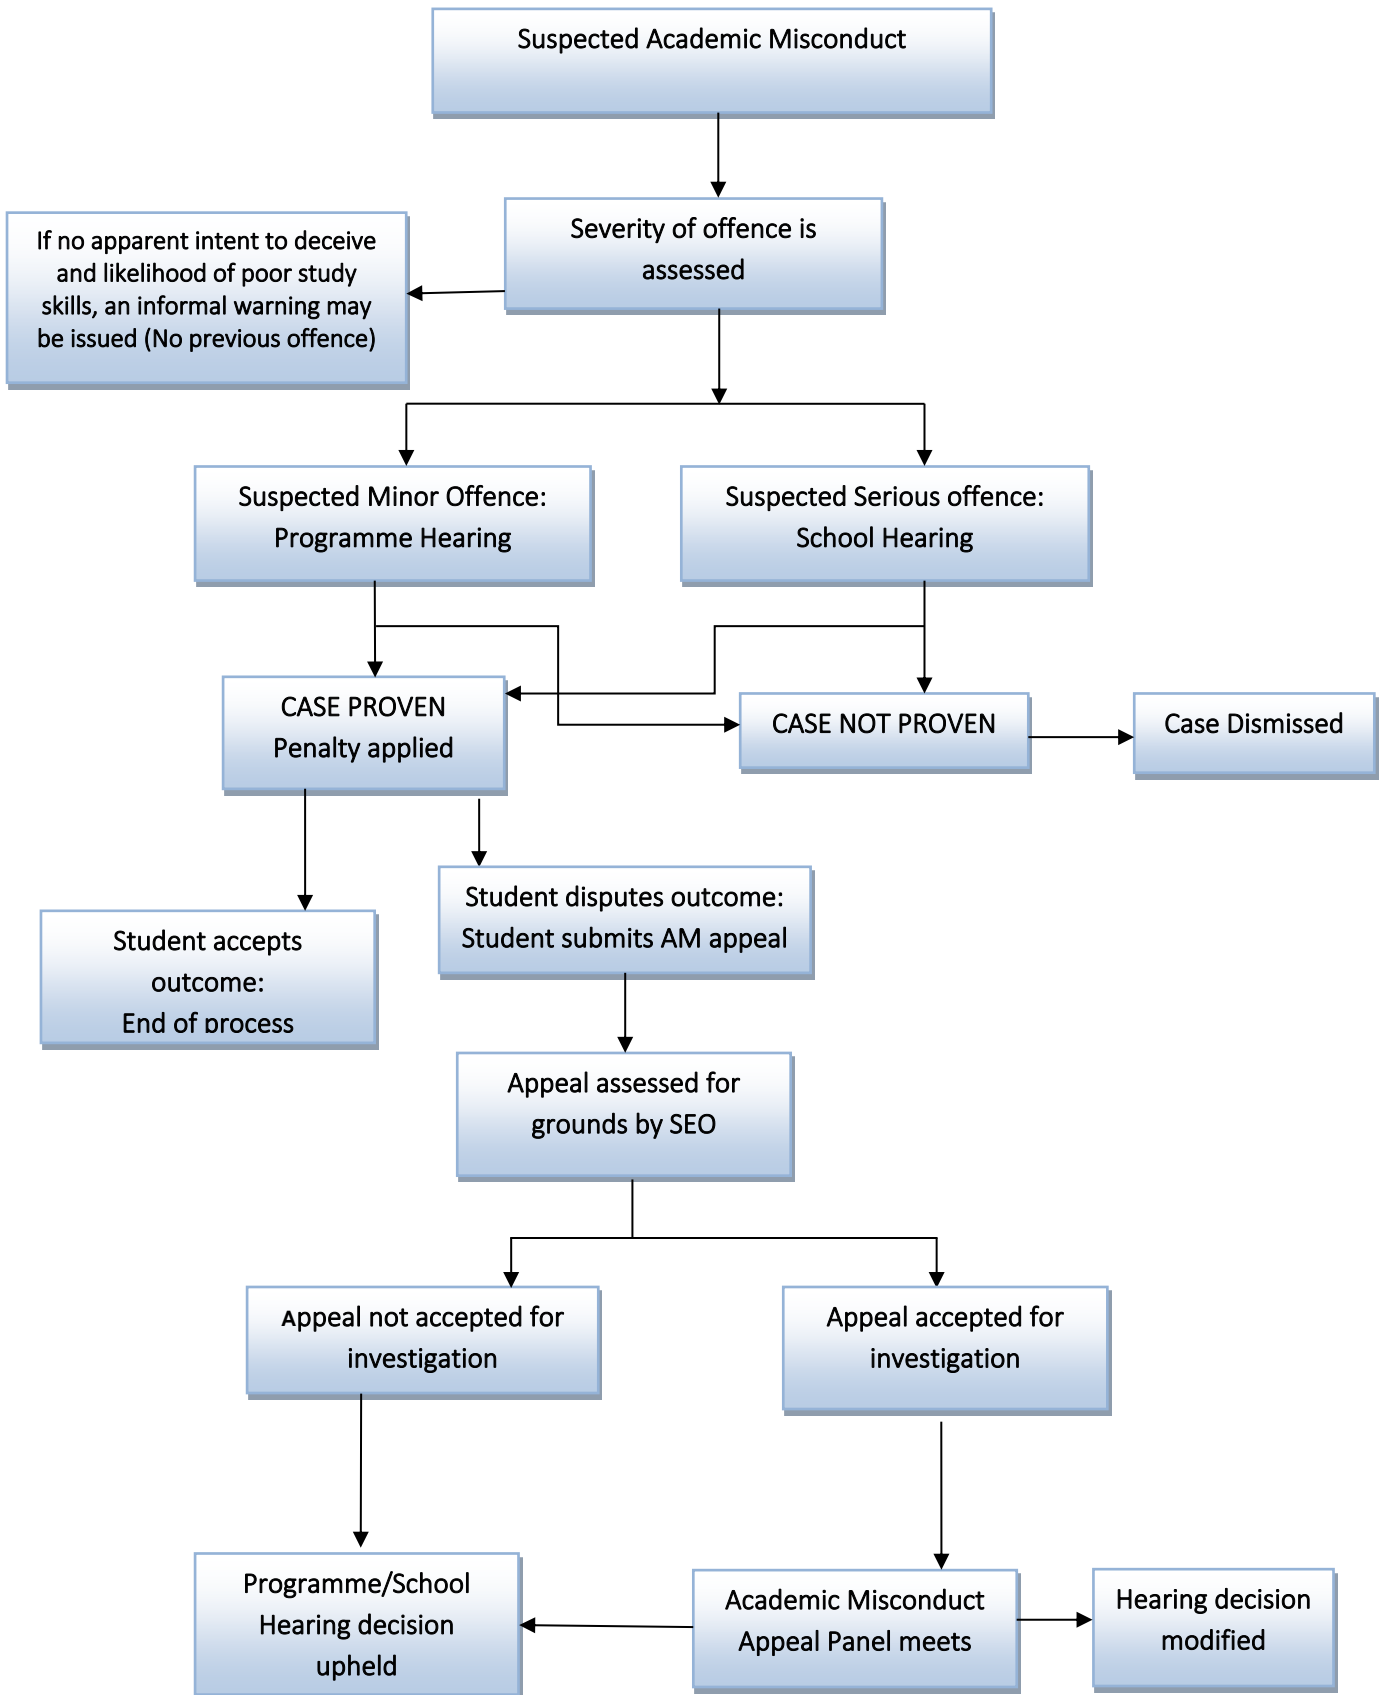 Suspected Academic Misconduct
Severity of offence is
assessed
If no apparent intent to deceive
and likelihood of poor study
skills, an informal warning may
be issued (No previous offence)
Suspected Minor Offence:
Programme Hearing
Suspected Serious offence:
School Hearing
CASE PROVEN
Penalty applied
CASE NOT PROVEN
Case Dismissed
Student disputes outcome:
Student submits AM appeal
Student accepts
outcome:
End of process
Appeal assessed for
grounds by SEO
Appeal not accepted for
investigation
Appeal accepted for
investigation
Programme/School
Hearing decision
upheld
Academic Misconduct
Appeal Panel meets
Hearing decision
modified